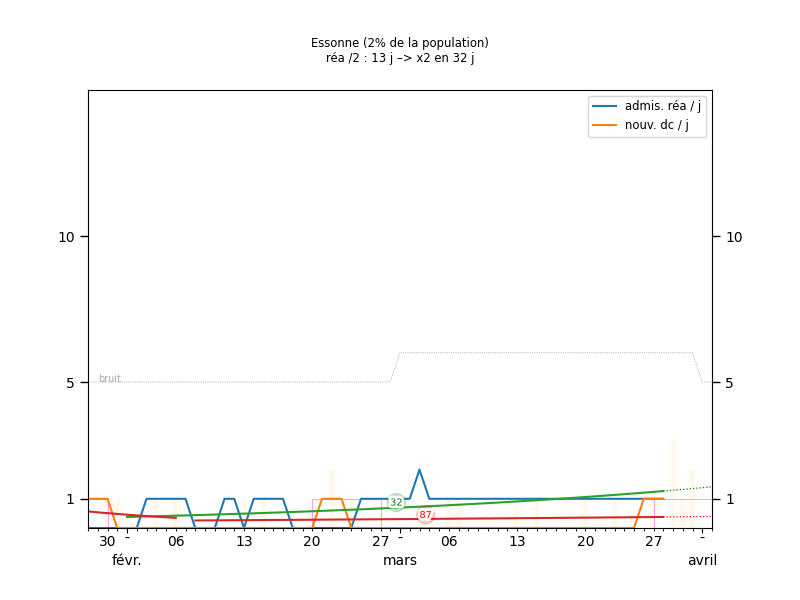 Essonne (2% de la population)
réa /2 : 13 j –> x2 en 32 j
admis. réa / j
nouv. dc / j
10 10
bruit
5 5
32
87
1 1
30 - 06 13 20 27 - 06 13 20 27 -
févr. mars avril